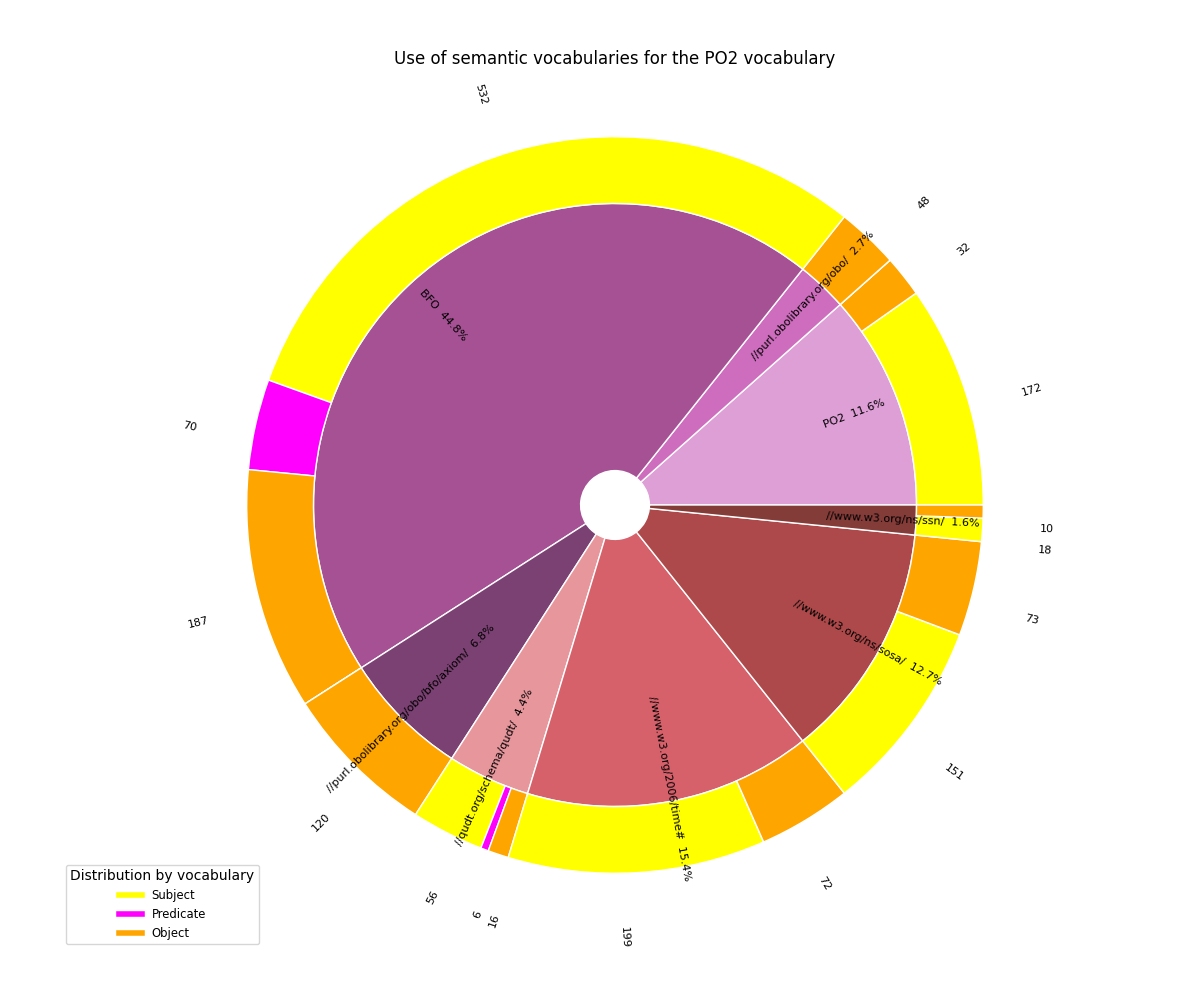 Use of semantic vocabularies for the PO2 vocabulary
532
48
32
172
70
187
120
56
6
16
199
72
151
73
18
10
BFO  44.8%
//purl.obolibrary.org/obo/  2.7%
PO2  11.6%
//www.w3.org/ns/ssn/  1.6%
//www.w3.org/ns/sosa/  12.7%
//www.w3.org/2006/time#  15.4%
//qudt.org/schema/qudt/  4.4%
//purl.obolibrary.org/obo/bfo/axiom/  6.8%
Distribution by vocabulary
Subject
Predicate
Object